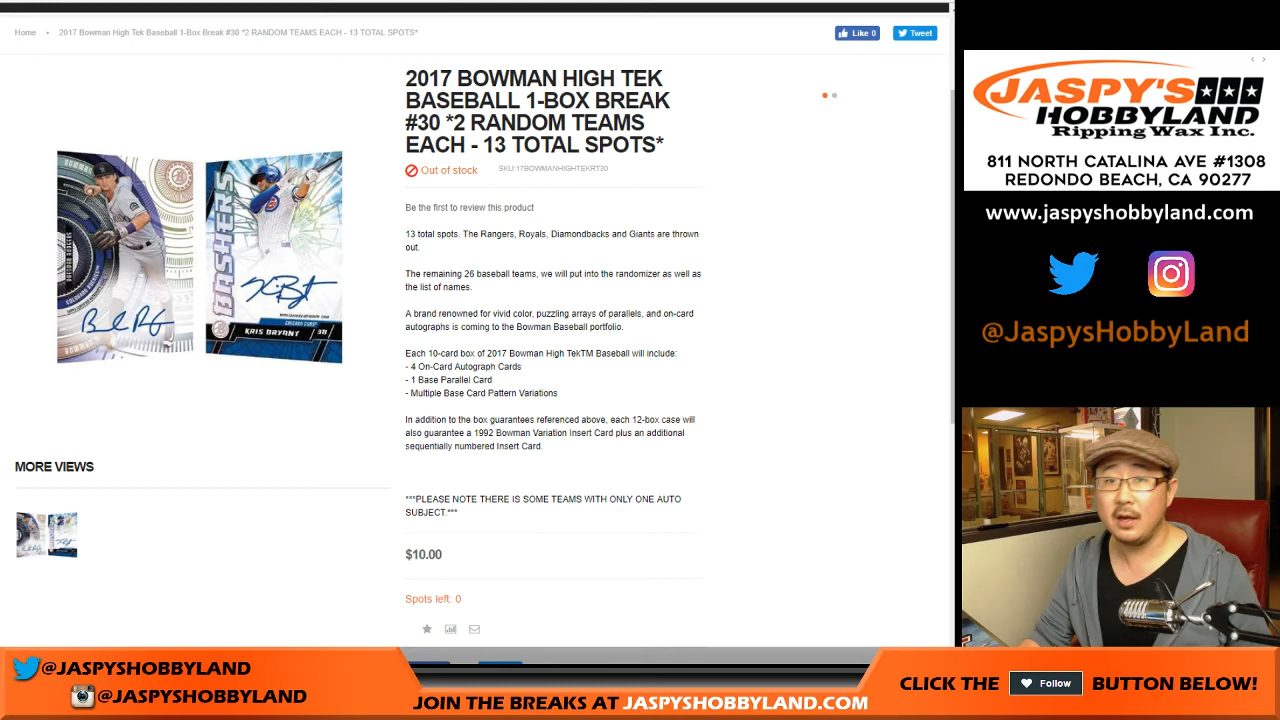 Home • 2017 Bowman High Tek Baseball 1-Box Break #30 *2 RANDOM TEAMS EACH - 13 TOTAL SPOTS*
Like 0
Tweet
2017 BOWMAN HIGH TEK
BASEBALL 1-BOX BREAK
#30 *2 RANDOM TEAMS
EACH - 13 TOTAL SPOTS*
Out of stock
SKU:17BOWMANHIGHTEKRT30
Be the first to review this product
13 total spots. The Rangers, Royals, Diamondbacks and Giants are thrown
out.
The remaining 26 baseball teams, we will put into the randomizer as well as
the list of names.
A brand renowned for vivid color, puzzling arrays of parallels, and on-card
autographs is coming to the Bowman Baseball portfolio.
Each 10-card box of 2017 Bowman High TekTM Baseball will include:
- 4 On-Card Autograph Cards
- 1 Base Parallel Card
- Multiple Base Card Pattern Variations
In addition to the box guarantees referenced above, each 12-box case will
also guarantee a 1992 Bowman Variation Insert Card plus an additional
sequentially numbered Insert Card.
***PLEASE NOTE THERE IS SOME TEAMS WITH ONLY ONE AUTO
SUBJECT.***
$10.00
Spots left: 0
BASHERS
KRIS BRYANT
MORE VIEWS
JASPY'S
HOBBYLAND
Ripping Wax Inc.
811 NORTH CATALINA AVE #1308
REDONDO BEACH, CA 90277
www.jaspyshobbyland.com
@JaspysHobbyLand
@JASPYSHOBBYLAND
@JASPYSHOBBYLAND
JOIN THE BREAKS AT JASPYSHOBBYLAND.COM
CLICK THE Follow BUTTON BELOW!